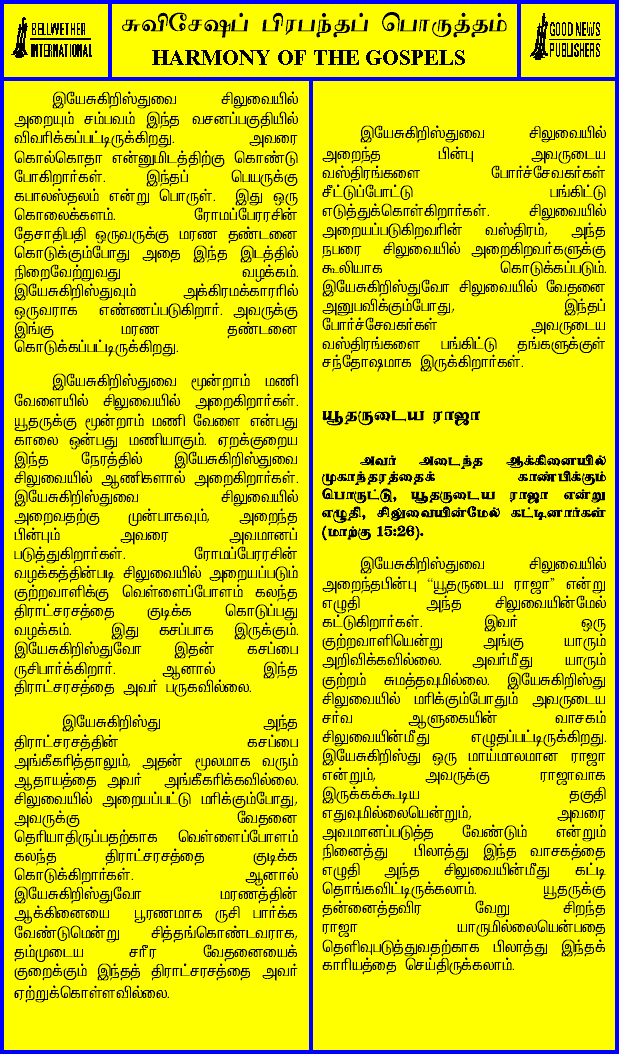 BELLWETHER
INTERNATIONAL
சுவிசேஷப் பிரபந்தப் பொருத்தம்
HARMONY OF THE GOSPELS
GOOD NEWS
PUBLISHERS
இயேசுகிறிஸ்துவை சிலுவையில்
அறையும் சம்பவம் இந்த வசனப்பகுதியில்
விவரிக்கப்பட்டிருக்கிறது. அவரை
கொல்கொதா என்னுமிடத்திற்கு கொண்டு
போகிறார்கள். இந்தப் பெயருக்கு
கபாலஸ்தலம் என்று பொருள். இது ஒரு
கொலைக்களம். ரோமப்பேரரசின்
தேசாதிபதி ஒருவருக்கு மரண தண்டனை
கொடுக்கும்போது அதை இந்த இடத்தில்
நிறைவேற்றுவது வழக்கம்.
இயேசுகிறிஸ்துவும் அக்கிரமக்காரரில்
ஒருவராக எண்ணப்படுகிறார். அவருக்கு
இங்கு மரண தண்டனை
கொடுக்கப்பட்டிருக்கிறது.
இயேசுகிறிஸ்துவை மூன்றாம் மணி
வேளையில் சிலுவையில் அறைகிறார்கள்.
யூதருக்கு மூன்றாம் மணி வேளை என்பது
காலை ஒன்பது மணியாகும். ஏறக்குறைய
இந்த நேரத்தில் இயேசுகிறிஸ்துவை
சிலுவையில் ஆணிகளால் அறைகிறார்கள்.
இயேசுகிறிஸ்துவை சிலுவையில்
அறைவதற்கு முன்பாகவும், அறைந்த
பின்பும் அவரை அவமானப்
படுத்துகிறார்கள். ரோமப்பேரரசின்
வழக்கத்தின்படி சிலுவையில் அறையப்படும்
குற்றவாளிக்கு வெள்ளைப்போளம் கலந்த
திராட்சரசத்தை குடிக்க கொடுப்பது
வழக்கம். இது கசப்பாக இருக்கும்.
இயேசுகிறிஸ்துவோ இதன் கசப்பை
ருசிபார்க்கிறார். ஆனால் இந்த
திராட்சரசத்தை அவர் பருகவில்லை.
இயேசுகிறிஸ்து அந்த
திராட்சரசத்தின் கசப்பை
அங்கீகரித்தாலும், அதன் மூலமாக வரும்
ஆதாயத்தை அவர் அங்கீகரிக்கவில்லை.
சிலுவையில் அறையப்பட்டு மரிக்கும்போது,
அவருக்கு வேதனை
தெரியாதிருப்பதற்காக வெள்ளைப்போளம்
கலந்த திராட்சரசத்தை குடிக்க
கொடுக்கிறார்கள். ஆனால்
இயேசுகிறிஸ்துவோ மரணத்தின்
ஆக்கினையை பூரணமாக ருசி பார்க்க
வேண்டுமென்று சித்தங்கொண்டவராக,
தம்முடைய சரீர வேதனையைக்
குறைக்கும் இந்தத் திராட்சரசத்தை அவர்
ஏற்றுக்கொள்ளவில்லை.
இயேசுகிறிஸ்துவை சிலுவையில்
அறைந்த பின்பு அவருடைய
வஸ்திரங்களை போர்ச்சேவகர்கள்
சீட்டுப்போட்டு பங்கிட்டு
எடுத்துக்கொள்கிறார்கள். சிலுவையில்
அறையப்படுகிறவரின் வஸ்திரம், அந்த
நபரை சிலுவையில் அறைகிறவர்களுக்கு
கூலியாக கொடுக்கப்படும்.
இயேசுகிறிஸ்துவோ சிலுவையில் வேதனை
அனுபவிக்கும்போது, இந்தப்
போர்ச்சேவகர்கள் அவருடைய
வஸ்திரங்களை பங்கிட்டு தங்களுக்குள்
சந்தோஷமாக இருக்கிறார்கள்.
யூதருடைய ராஜா
அவர் அடைந்த ஆக்கினையின்
முகாந்தரத்தைக் காண்பிக்கும்
பொருட்டு, யூதருடைய ராஜா என்று
எழுதி, சிலுவையின்மேல் கட்டினார்கள்
(மாற்கு 15:26).
இயேசுகிறிஸ்துவை சிலுவையில்
அறைந்தபின்பு “யூதருடைய ராஜா” என்று
எழுதி அந்த சிலுவையின்மேல்
கட்டுகிறார்கள். இவர் ஒரு
குற்றவாளியென்று அங்கு யாரும்
அறிவிக்கவில்லை. அவர்மீது யாரும்
குற்றம் சுமத்தவுமில்லை. இயேசுகிறிஸ்து
சிலுவையில் மரிக்கும்போதும் அவருடைய
சர்வ ஆளுகையின் வாசகம்
சிலுவையின்மீது எழுதப்பட்டிருக்கிறது.
இயேசுகிறிஸ்து ஒரு மாய்மாலமான ராஜா
என்றும், அவருக்கு ராஜாவாக
இருக்கக்கூடிய தகுதி
எதுவுமில்லையென்றும், அவரை
அவமானப்படுத்த வேண்டும் என்றும்
நினைத்து பிலாத்து இந்த வாசகத்தை
எழுதி அந்த சிலுவையின்மீது கட்டி
தொங்கவிட்டிருக்கலாம். யூதருக்கு
தன்னைத்தவிர வேறு சிறந்த
ராஜா யாருமில்லையென்பதை
தெளிவுபடுத்துவதற்காக பிலாத்து இந்தக்
காரியத்தை செய்திருக்கலாம்.